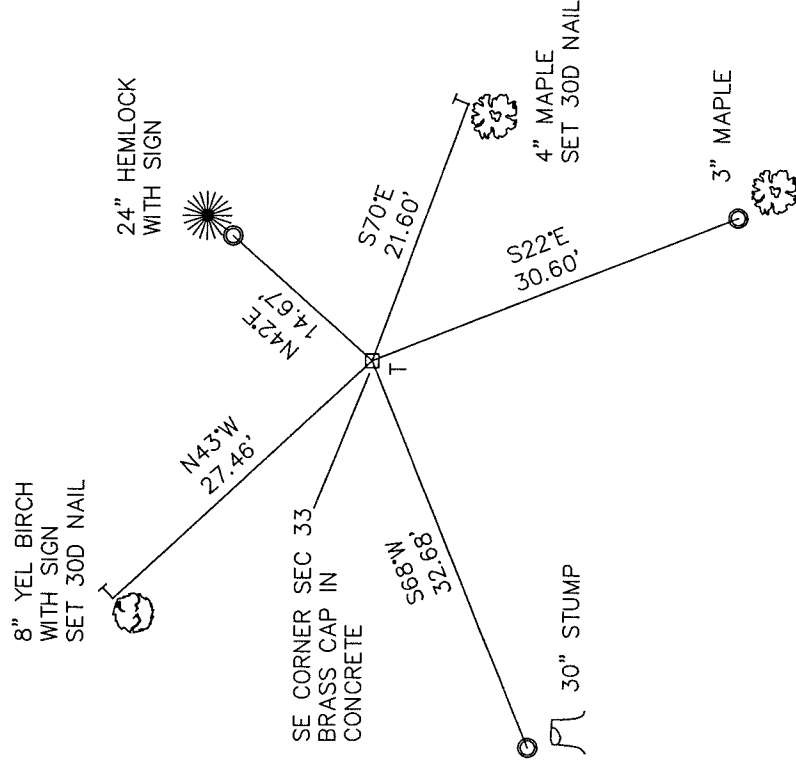 8" YEL BIRCH
WITH SIGN
SET 30D NAIL
24" HEMLOCK
WITH SIGN
N43°W
27.46'
N42°E
14.67'
S70°E
21.60'
4" MAPLE
SET 30D NAIL
SE CORNER SEC 33
BRASS CAP IN
CONCRETE
T
S68°W
32.68'
S22°E
30.60'
3" MAPLE
30" STUMP